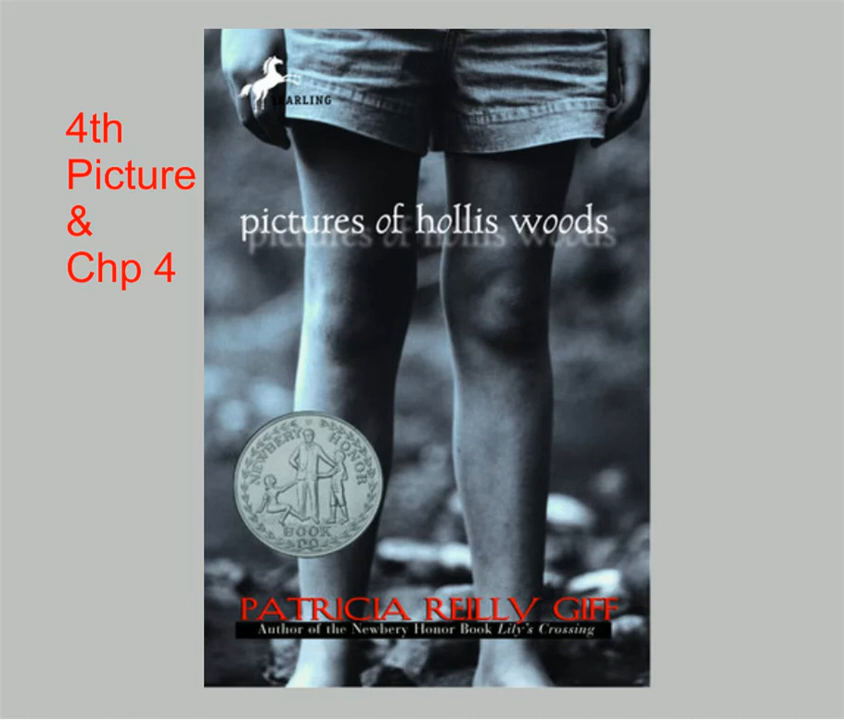 4th
Picture
&
Chp 4
YEARLING
pictures of hollis woods
NEWBERY HONOR
BOOK
PATRICIA REILLY GIFF
Author of the Newbery Honor Book Lily's Crossing